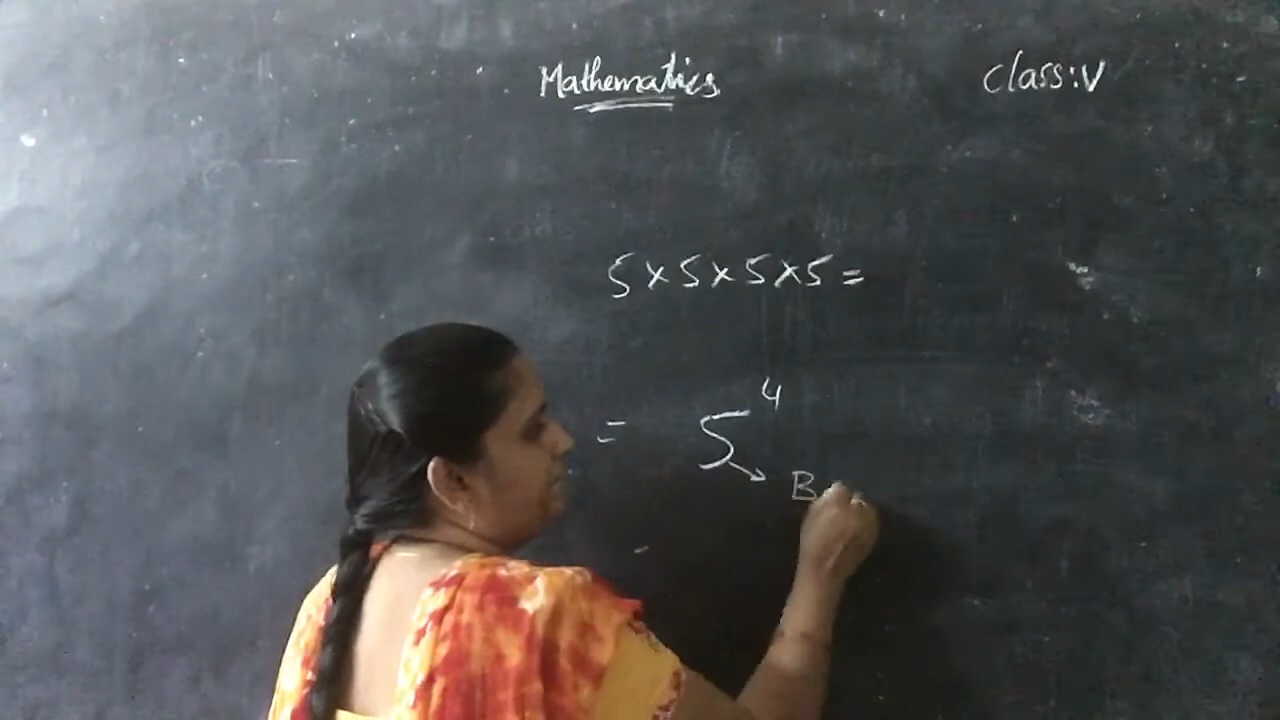 Mathematics
Class: V
5 x 5 x 5 x 5 =
= 5⁴